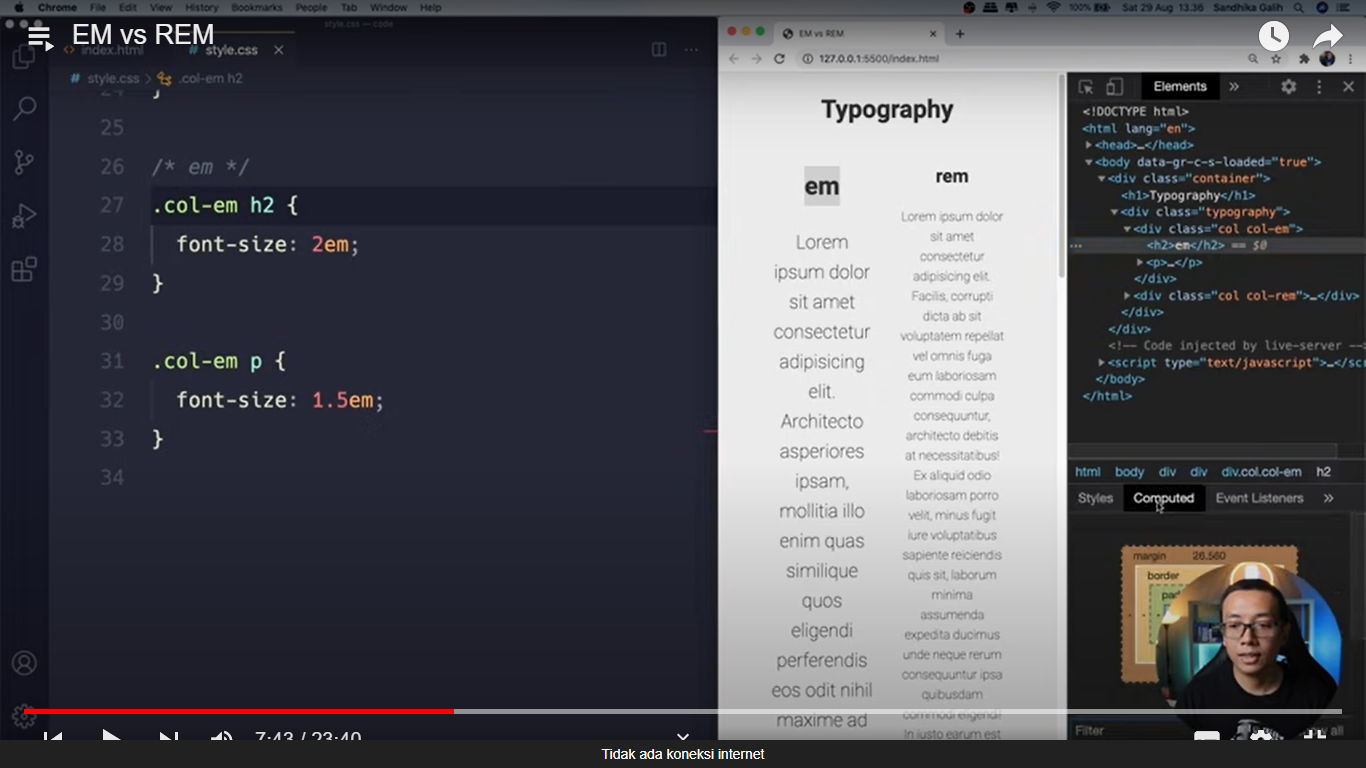 Chrome File Edit View History Bookmarks People Tab Window Help
100% Sat 29 Aug 13.36 Sandhika Galih
style.css — code
EM vs REM
index.html
# style.css ×
# style.css > .col-em h2
24 }
25
26 /* em */
27 .col-em h2 {
28 font-size: 2em;
29 }
30
31 .col-em p {
32 font-size: 1.5em;
33 }
34
EM vs REM
127.0.0.1:5500/index.html
Typography
em
Lorem
ipsum dolor
sit amet
consectetur
adipisicing
elit.
Architecto
asperiores
ipsam,
mollitia illo
enim quas
similique
quos
eligendi
perferendis
eos odit nihil
maxime ad
rem
Lorem ipsum dolor
sit amet
consectetur
adipisicing elit.
Facilis, corrupti
dicta ab sit
voluptatem repellat
vel omnis fuga
eum laboriosam
commodi culpa
consequuntur,
architecto debitis
at necessitatibus!
Ex aliquid odio
laboriosam porro
velit, minus fugit
iure voluptatibus
sapiente reiciendis
quis sit, laborum
minima
assumenda
expedita ducimus
unde neque rerum
consequuntur ipsa
quibusdam
commodi eligendi!
In iusto earum est
Elements
<!DOCTYPE html>
<html lang="en">
<head>…</head>
<body data-gr-c-s-loaded="true">
<div class="container">
<h1>Typography</h1>
<div class="typography">
<div class="col col-em">
<h2>em</h2> == $0
<p>…</p>
</div>
<div class="col col-rem">…</div>
</div>
</div>
<!-- Code injected by live-server --
<script type="text/javascript">…</scr
</body>
</html>
html body div div div.col.col-em h2
Styles Computed Event Listeners
margin 26.560
border
pad
Filter
all
7:43 / 23:40
Tidak ada koneksi internet